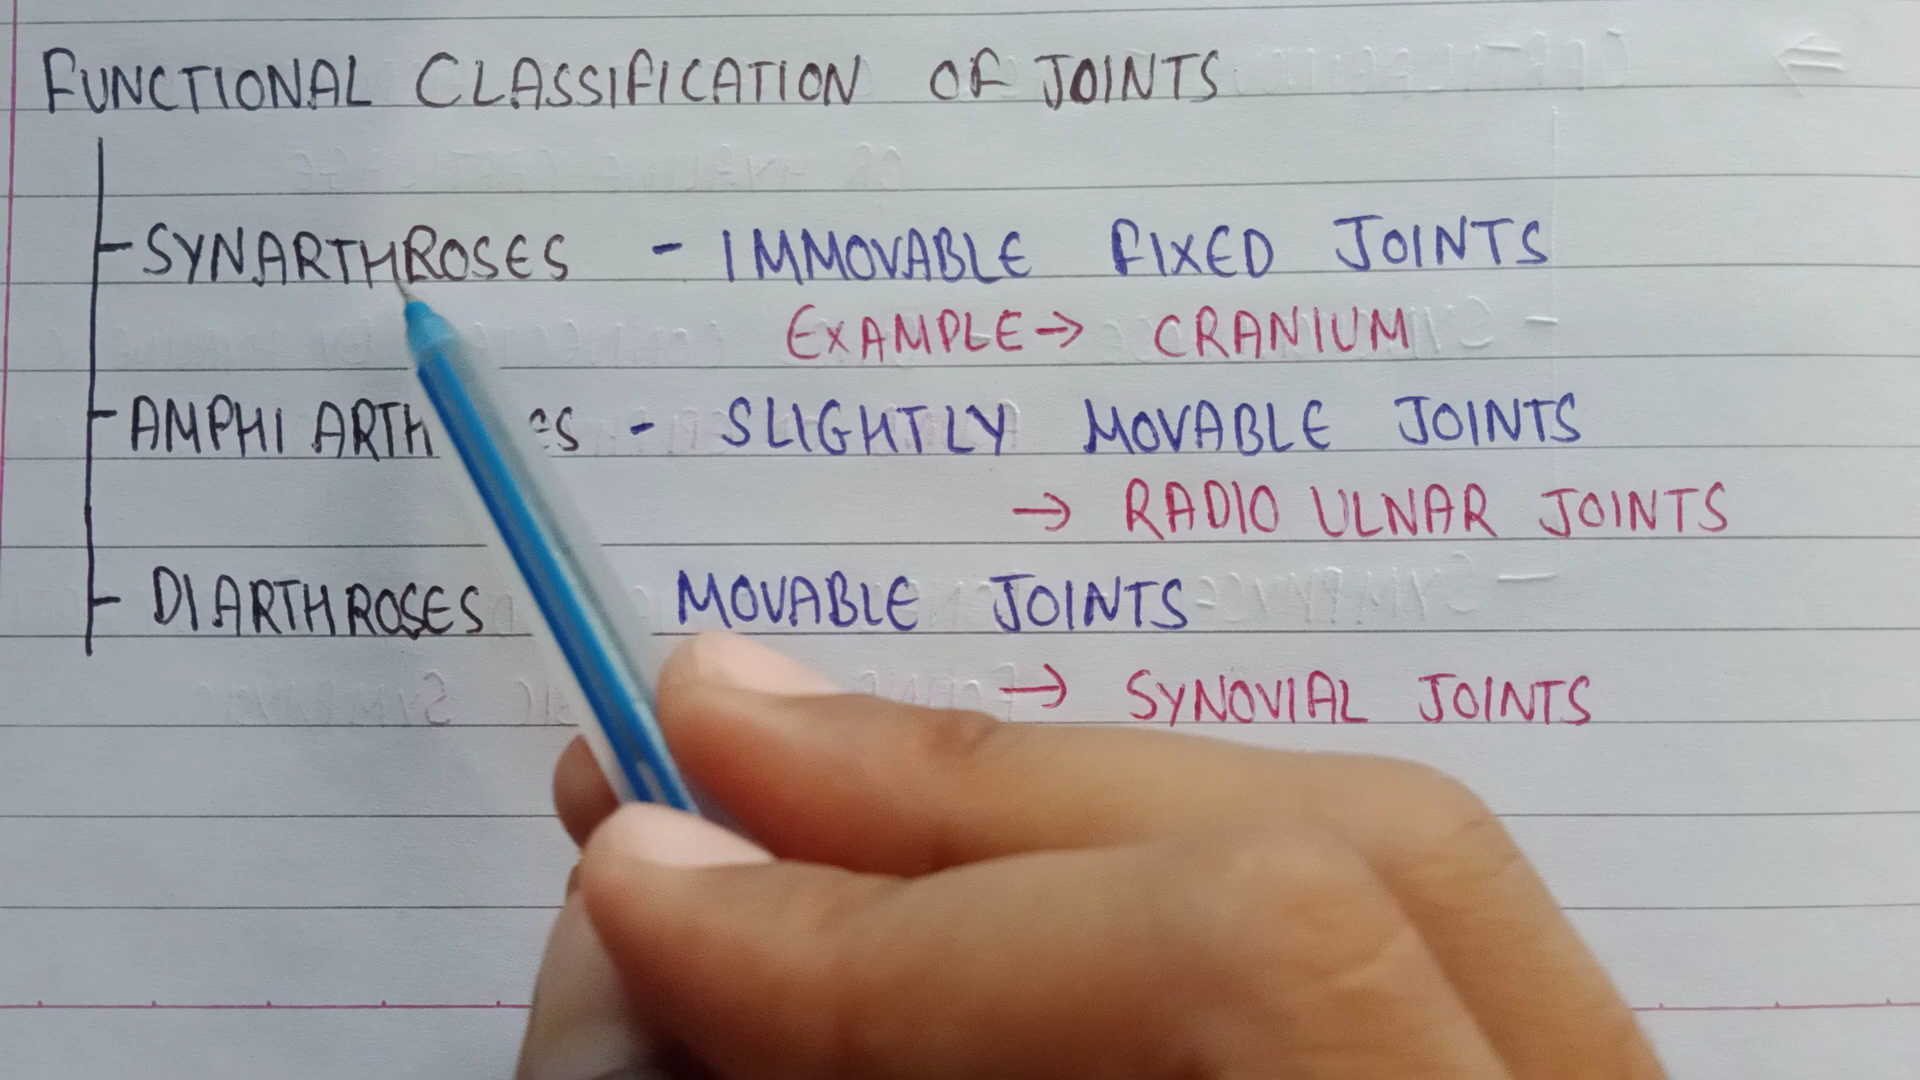 FUNCTIONAL CLASSIFICATION OF JOINTS
SYNARTHROSES - IMMOVABLE FIXED JOINTS
EXAMPLE → CRANIUM
- SLIGHTLY MOVABLE JOINTS
→ RADIO ULNAR JOINTS
DIARTHROSES MOVABLE JOINTS
→ SYNOVIAL JOINTS